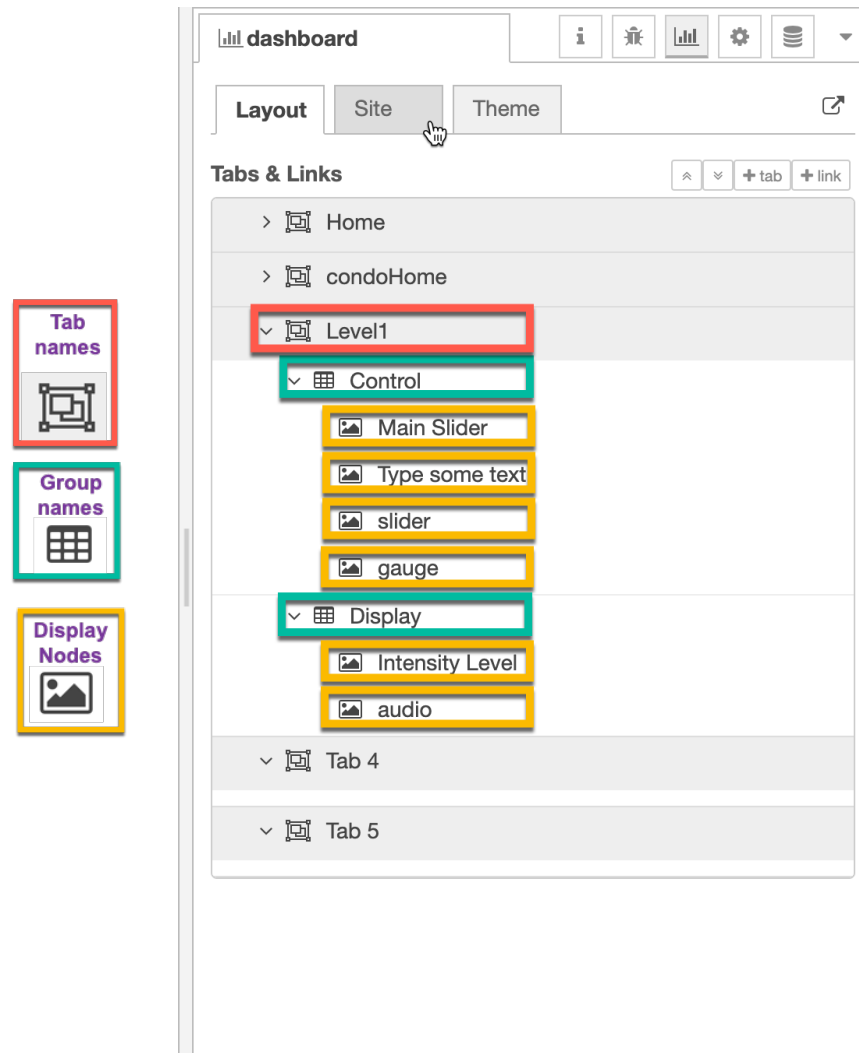 dashboard
Layout
Site
Theme
Tabs & Links
+ tab
+ link
Home
condoHome
Level1
Control
Main Slider
Type some text
slider
gauge
Display
Intensity Level
audio
Tab 4
Tab 5
Tab
names
Group
names
Display
Nodes